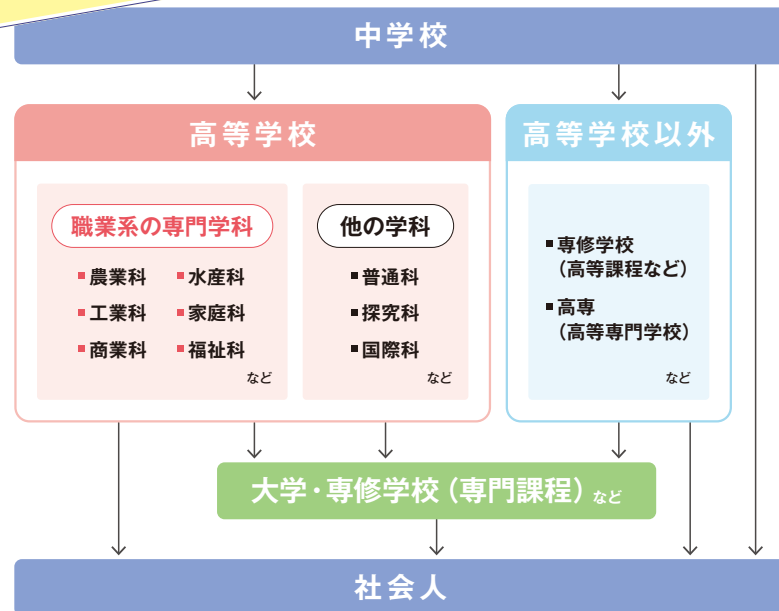 中学校
高等学校
職業系の専門学科
■農業科 ■水産科
■工業科 ■家庭科
■商業科 ■福祉科
など
他の学科
■普通科
■探究科
■国際科
など
高等学校以外
■専修学校
（高等課程など）
■高専
（高等専門学校）
など
大学・専修学校（専門課程）など
社会人